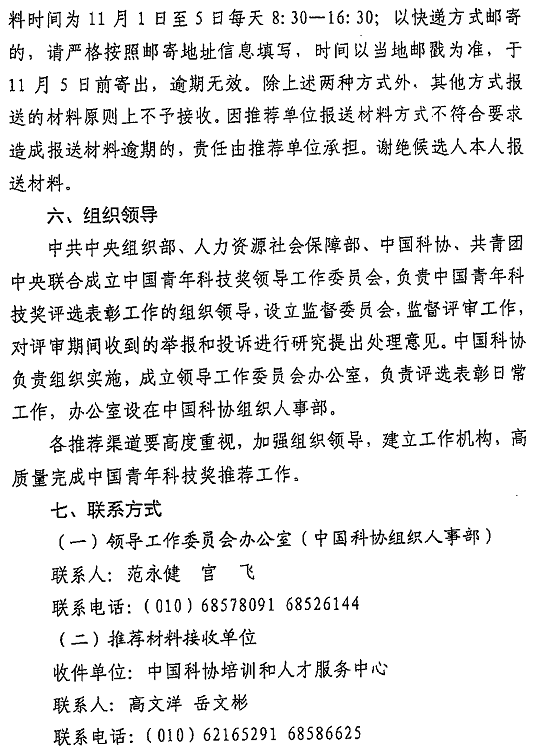 料时间为 11 月 1 日至 5 日每天 8:30—16:30；以快递方式邮寄
的，请严格按照邮寄地址信息填写，时间以当地邮戳为准，于
11 月 5 日前寄出，逾期无效。除上述两种方式外，其他方式报
送的材料原则上不予接收。因推荐单位报送材料方式不符合要求
造成报送材料逾期的，责任由推荐单位承担。谢绝候选人本人报
送材料。
六、组织领导
中共中央组织部、人力资源社会保障部、中国科协、共青团
中央联合成立中国青年科技奖领导工作委员会，负责中国青年科
技奖评选表彰工作的组织领导，设立监督委员会，监督评审工作，
对评审期间收到的举报和投诉进行研究提出处理意见。中国科协
负责组织实施，成立领导工作委员会办公室，负责评选表彰日常
工作，办公室设在中国科协组织人事部。
各推荐渠道要高度重视，加强组织领导，建立工作机构，高
质量完成中国青年科技奖推荐工作。
七、联系方式
（一）领导工作委员会办公室（中国科协组织人事部）
联系人：范永健 宫 飞
联系电话：(010) 68578091 68526144
（二）推荐材料接收单位
收件单位：中国科协培训和人才服务中心
联系人：高文洋 岳文彬
联系电话：(010) 62165291 68586625